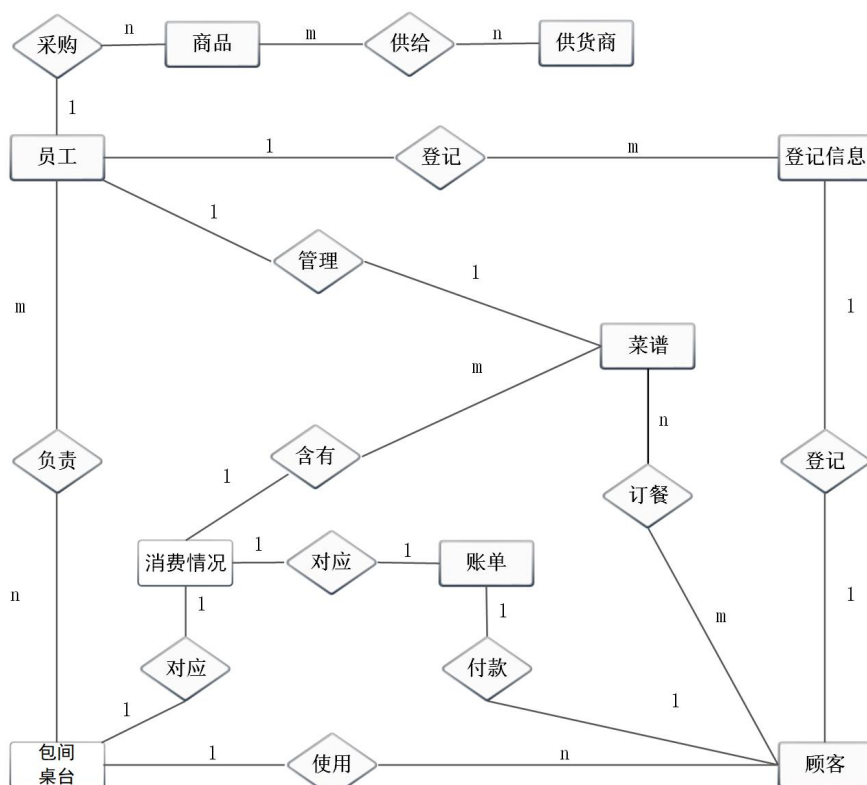 采购 n 商品 m 供给 n 供货商
1
员工 1 登记 m 登记信息
1
管理 1
m 1
菜谱
m
n
负责 含有 登记
1 订餐
消费情况 1 对应 1 账单
n 1 1 1
m
对应 付款
1 1
包间
桌台
1 使用 n 顾客